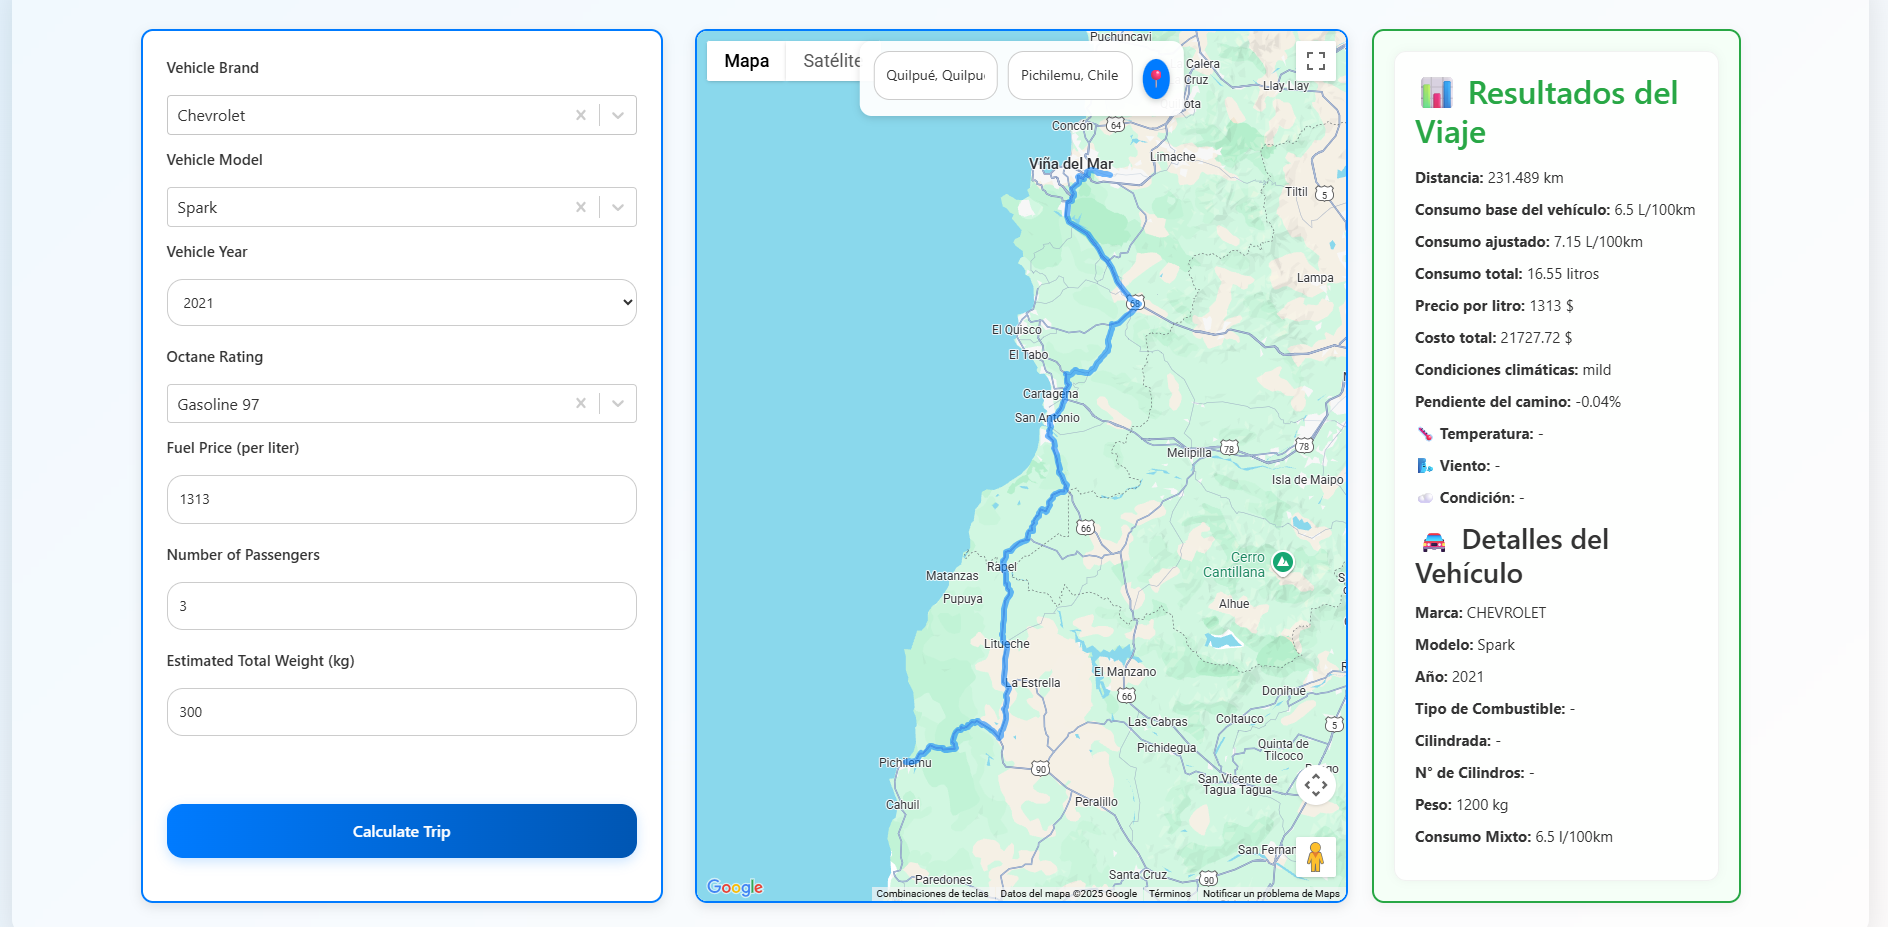 Vehicle Brand
Chevrolet
Vehicle Model
Spark
Vehicle Year
2021
Octane Rating
Gasoline 97
Fuel Price (per liter)
1313
Number of Passengers
3
Estimated Total Weight (kg)
300
Calculate Trip
Mapa
Satélite
Quilpué, Quilpu
Pichilemu, Chile
Puchuncavi
Calera
Cruz
Llay Llay
Concón
64
Viña del Mar
Limache
Tiltil
5
Lampa
68
El Quisco
El Tabo
Cartagena
San Antonio
Melipilla
78
78
Isla de Maipo
66
Cerro
Cantillana
Rapel
Matanzas
Pupuya
Alhue
Litueche
La Estrella
El Manzano
66
Donihue
Las Cabras
Coltauco
5
Pichidegua
Quinta de
Tilcoco
Pichilemu
90
San Vicente de
Tagua Tagua
Cahuil
Peralillo
San Fernan
Santa Cruz
90
Paredones
Google
Combinaciones de teclas
Datos del mapa ©2025 Google
Términos
Notificar un problema de Maps
Resultados del
Viaje
Distancia: 231.489 km
Consumo base del vehículo: 6.5 L/100km
Consumo ajustado: 7.15 L/100km
Consumo total: 16.55 litros
Precio por litro: 1313 $
Costo total: 21727.72 $
Condiciones climáticas: mild
Pendiente del camino: -0.04%
Temperatura: -
Viento: -
Condición: -
Detalles del
Vehículo
Marca: CHEVROLET
Modelo: Spark
Año: 2021
Tipo de Combustible: -
Cilindrada: -
N° de Cilindros: -
Peso: 1200 kg
Consumo Mixto: 6.5 l/100km